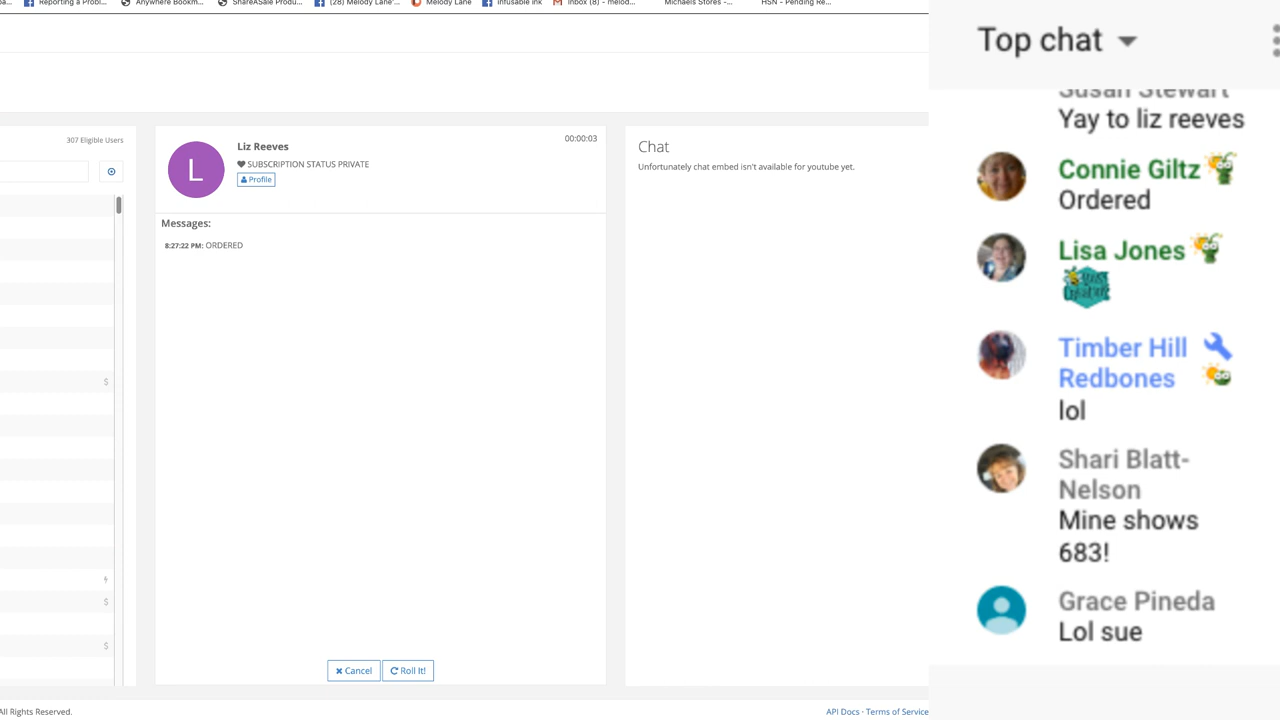 Reporting a Probl...
Anywhere Bookm...
ShareASale Produ...
(28) Melody Lane'...
Melody Lane
Infusable Ink
Inbox (8) - melod...
Michaels Stores -...
HSN - Pending Re...
307 Eligible Users
L
Liz Reeves
SUBSCRIPTION STATUS PRIVATE
Profile
00:00:03
Messages:
8:27:22 PM: ORDERED
$
$
$
Cancel
Roll It!
Chat
Unfortunately chat embed isn't available for youtube yet.
All Rights Reserved.
API Docs - Terms of Service
Top chat
Susan Stewart
Yay to liz reeves
Connie Giltz
Ordered
Lisa Jones
Timber Hill
Redbones
lol
Shari Blatt-
Nelson
Mine shows
683!
Grace Pineda
Lol sue